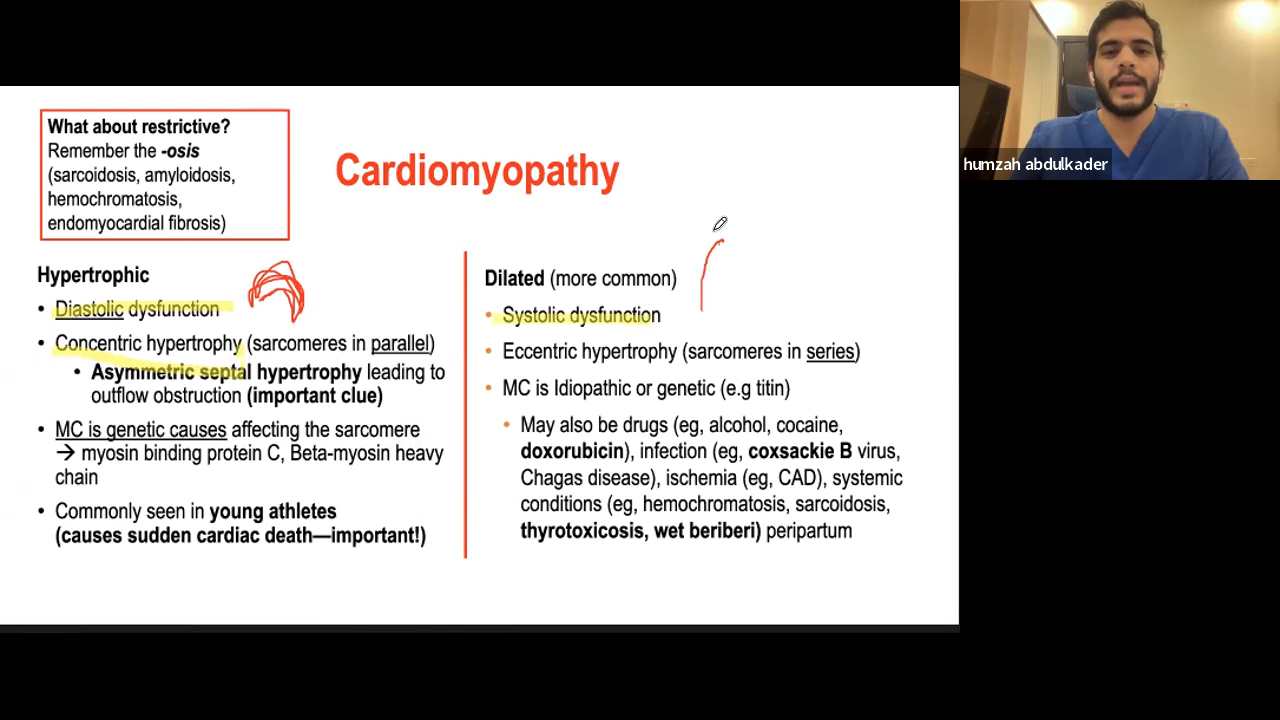 What about restrictive?
Remember the -osis
(sarcoidosis, amyloidosis,
hemochromatosis,
endomyocardial fibrosis)
Cardiomyopathy
Hypertrophic
• Diastolic dysfunction
• Concentric hypertrophy (sarcomeres in parallel)
• Asymmetric septal hypertrophy leading to
outflow obstruction (important clue)
• MC is genetic causes affecting the sarcomere
→ myosin binding protein C, Beta-myosin heavy
chain
• Commonly seen in young athletes
(causes sudden cardiac death—important!)
Dilated (more common)
• Systolic dysfunction
• Eccentric hypertrophy (sarcomeres in series)
• MC is Idiopathic or genetic (e.g titin)
• May also be drugs (eg, alcohol, cocaine,
doxorubicin), infection (eg, coxsackie B virus,
Chagas disease), ischemia (eg, CAD), systemic
conditions (eg, hemochromatosis, sarcoidosis,
thyrotoxicosis, wet beriberi) peripartum
humzah abdulkader